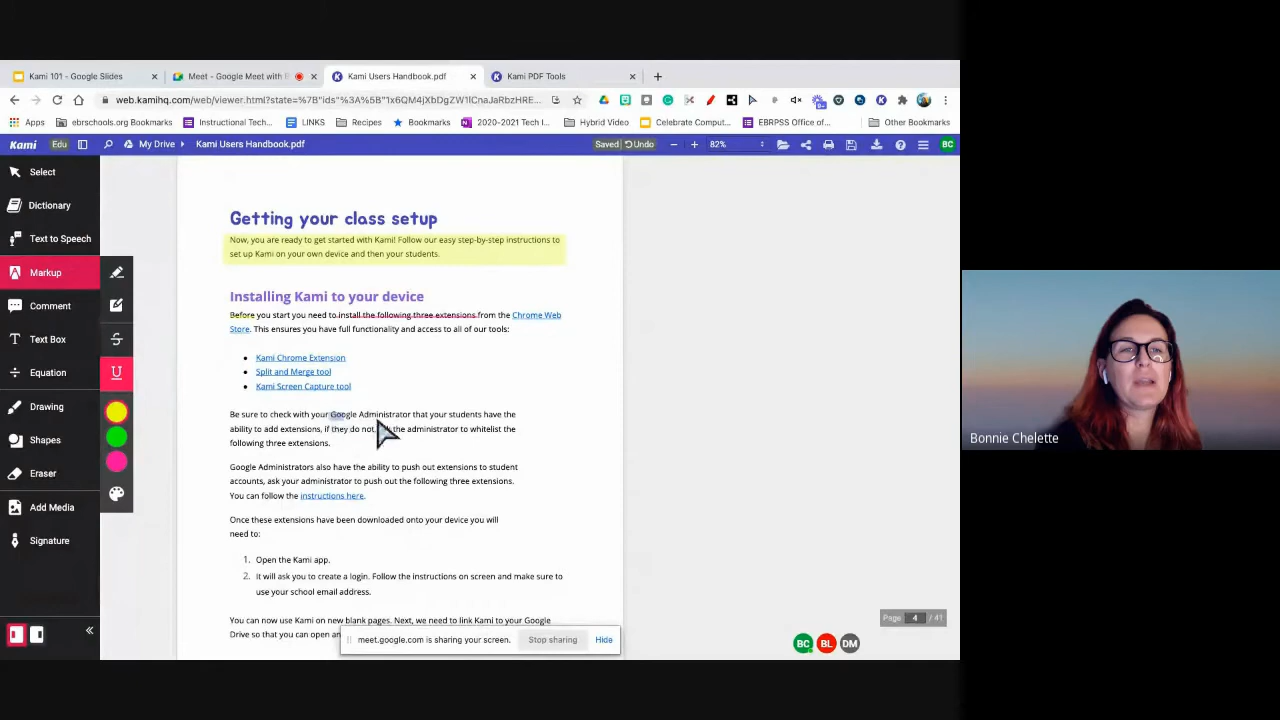 Kami 101 - Google Slides
Meet - Google Meet with B
Kami Users Handbook.pdf
Kami PDF Tools
web.kamihq.com/web/viewer.html?state=%7B"ids"%3A%5B"1x6QM4jXbDgZW1lCnaJaRbzHRE...
Apps
ebrschools.org Bookmarks
Instructional Tech...
LINKS
Recipes
Bookmarks
2020-2021 Tech I...
Hybrid Video
Celebrate Comput...
EBRPSS Office of...
Other Bookmarks
Kami
Edu
My Drive
Kami Users Handbook.pdf
Saved
Undo
82%
BC
Select
Dictionary
Text to Speech
Markup
Comment
Text Box
Equation
Drawing
Shapes
Eraser
Add Media
Signature
Getting your class setup
Now, you are ready to get started with Kami! Follow our easy step-by-step instructions to
set up Kami on your own device and then your students.
Installing Kami to your device
Before you start you need to install the following three extensions from the Chrome Web
Store. This ensures you have full functionality and access to all of our tools:
Kami Chrome Extension
Split and Merge tool
Kami Screen Capture tool
Be sure to check with your Google Administrator that your students have the
ability to add extensions, if they do not, the administrator to whitelist the
following three extensions.
Google Administrators also have the ability to push out extensions to student
accounts, ask your administrator to push out the following three extensions.
You can follow the instructions here.
Once these extensions have been downloaded onto your device you will
need to:
1. Open the Kami app.
2. It will ask you to create a login. Follow the instructions on screen and make sure to
use your school email address.
You can now use Kami on new blank pages. Next, we need to link Kami to your Google
Drive so that you can open an
meet.google.com is sharing your screen.
Stop sharing
Hide
Page 4 / 41
BC
BL
DM
Bonnie Chelette